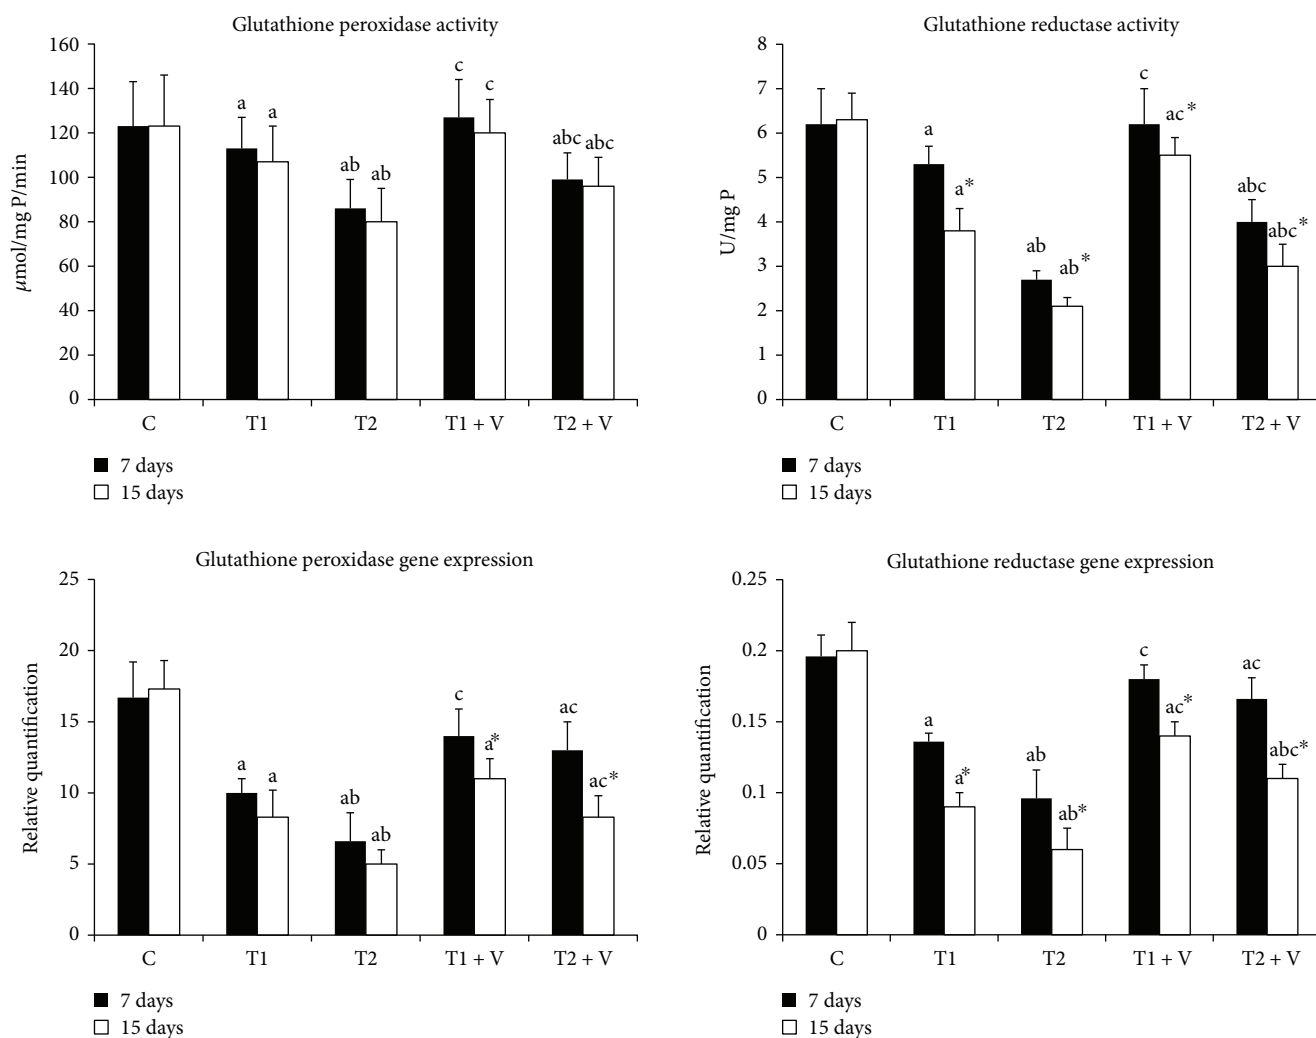 Glutathione peroxidase activity
160
140
120
100
80
60
40
20
0
μmol/mg P/min
a
a
ab
ab
c
c
abc
abc
C
T1
T2
T1 + V
T2 + V
7 days
15 days
Glutathione reductase activity
8
7
6
5
4
3
2
1
0
U/mg P
a
a*
ab
ab*
c
ac*
abc
abc*
C
T1
T2
T1 + V
T2 + V
7 days
15 days
Glutathione peroxidase gene expression
25
20
15
10
5
0
Relative quantification
a
a
ab
ab
c
a*
ac
ac*
C
T1
T2
T1 + V
T2 + V
7 days
15 days
Glutathione reductase gene expression
0.25
0.2
0.15
0.1
0.05
0
Relative quantification
a
a*
ab
ab*
c
ac*
ac
abc*
C
T1
T2
T1 + V
T2 + V
7 days
15 days